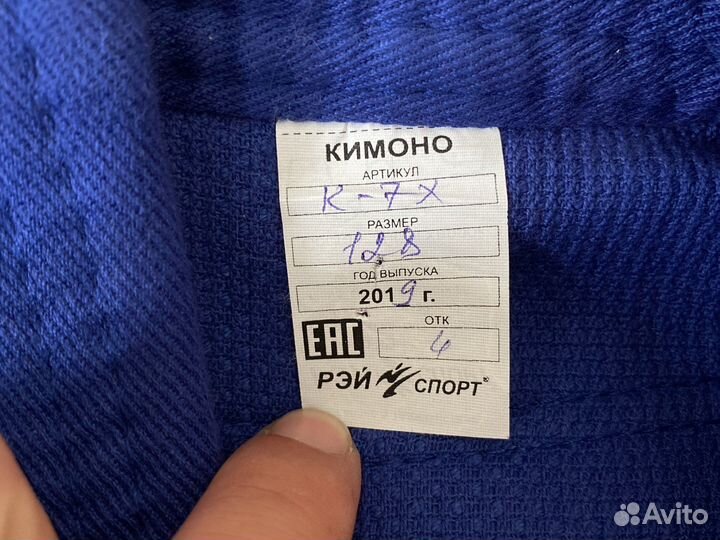 КИМОНО
АРТИКУЛ
К-7Х
РАЗМЕР
128
ГОД ВЫПУСКА
2019 г.
ОТК
4
EAC
РЭЙ СПОРТ®
Avito